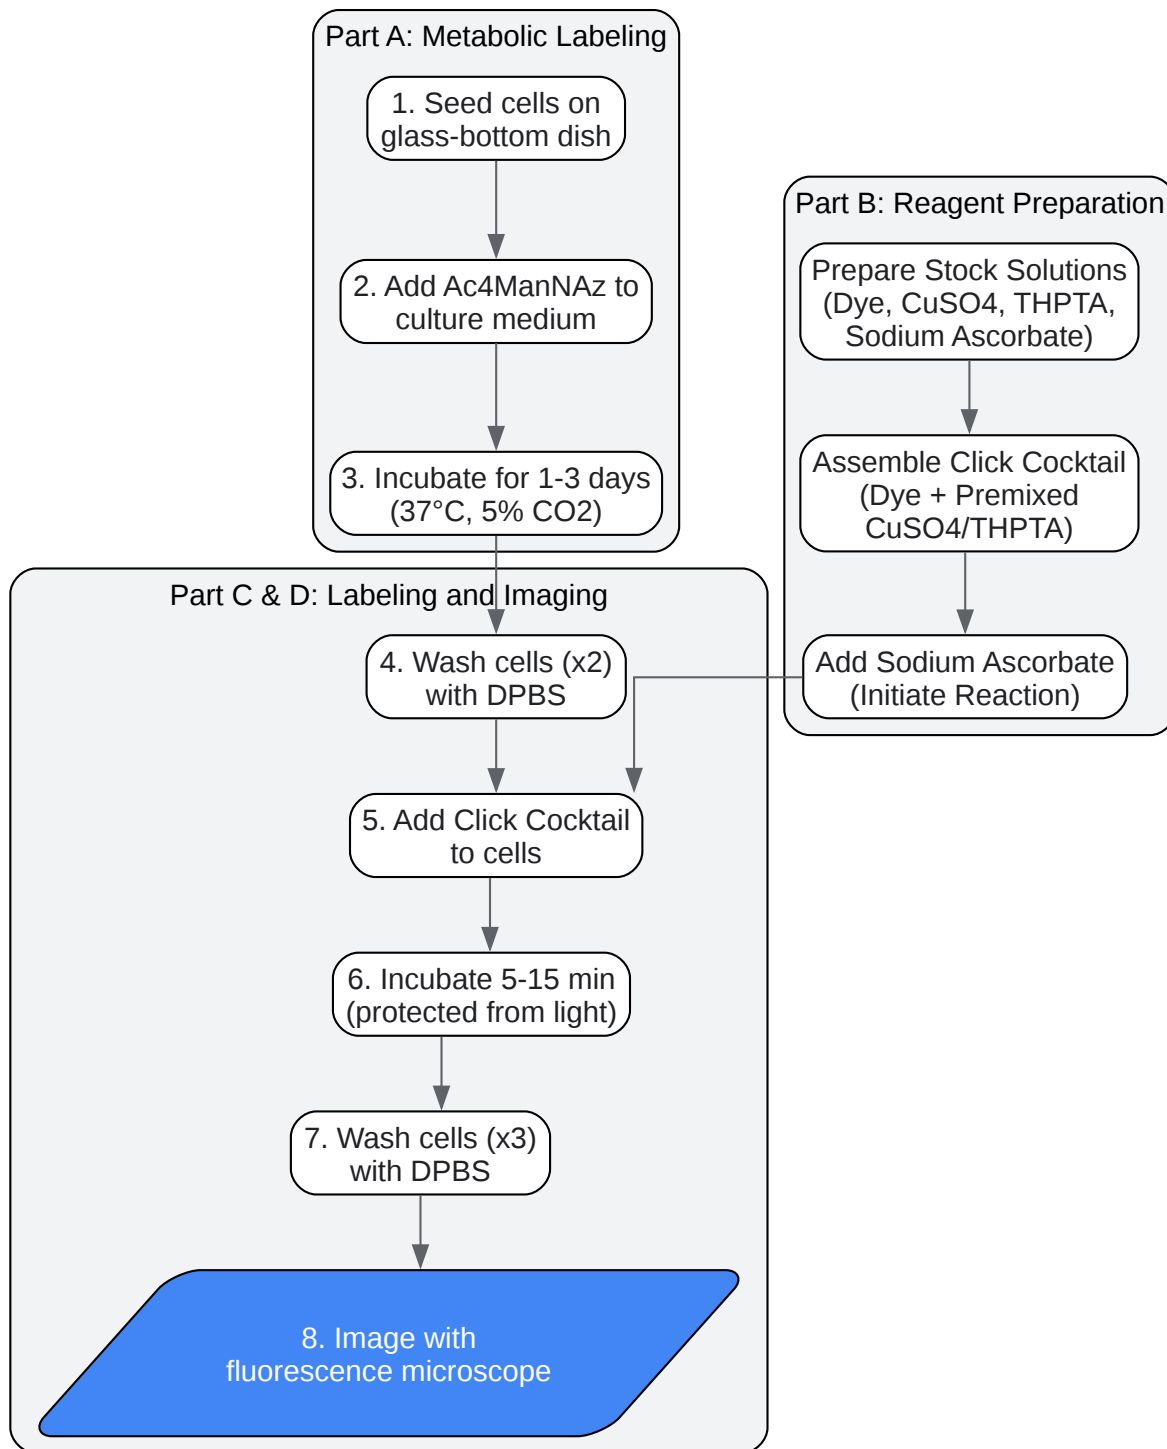 Part A: Metabolic Labeling
1. Seed cells on
glass-bottom dish
2. Add Ac4ManNAz to
culture medium
3. Incubate for 1-3 days
(37°C, 5% CO2)
Part B: Reagent Preparation
Prepare Stock Solutions
(Dye, CuSO4, THPTA,
Sodium Ascorbate)
Assemble Click Cocktail
(Dye + Premixed
CuSO4/THPTA)
Add Sodium Ascorbate
(Initiate Reaction)
Part C & D: Labeling and Imaging
4. Wash cells (x2)
with DPBS
5. Add Click Cocktail
to cells
6. Incubate 5-15 min
(protected from light)
7. Wash cells (x3)
with DPBS
8. Image with
fluorescence microscope